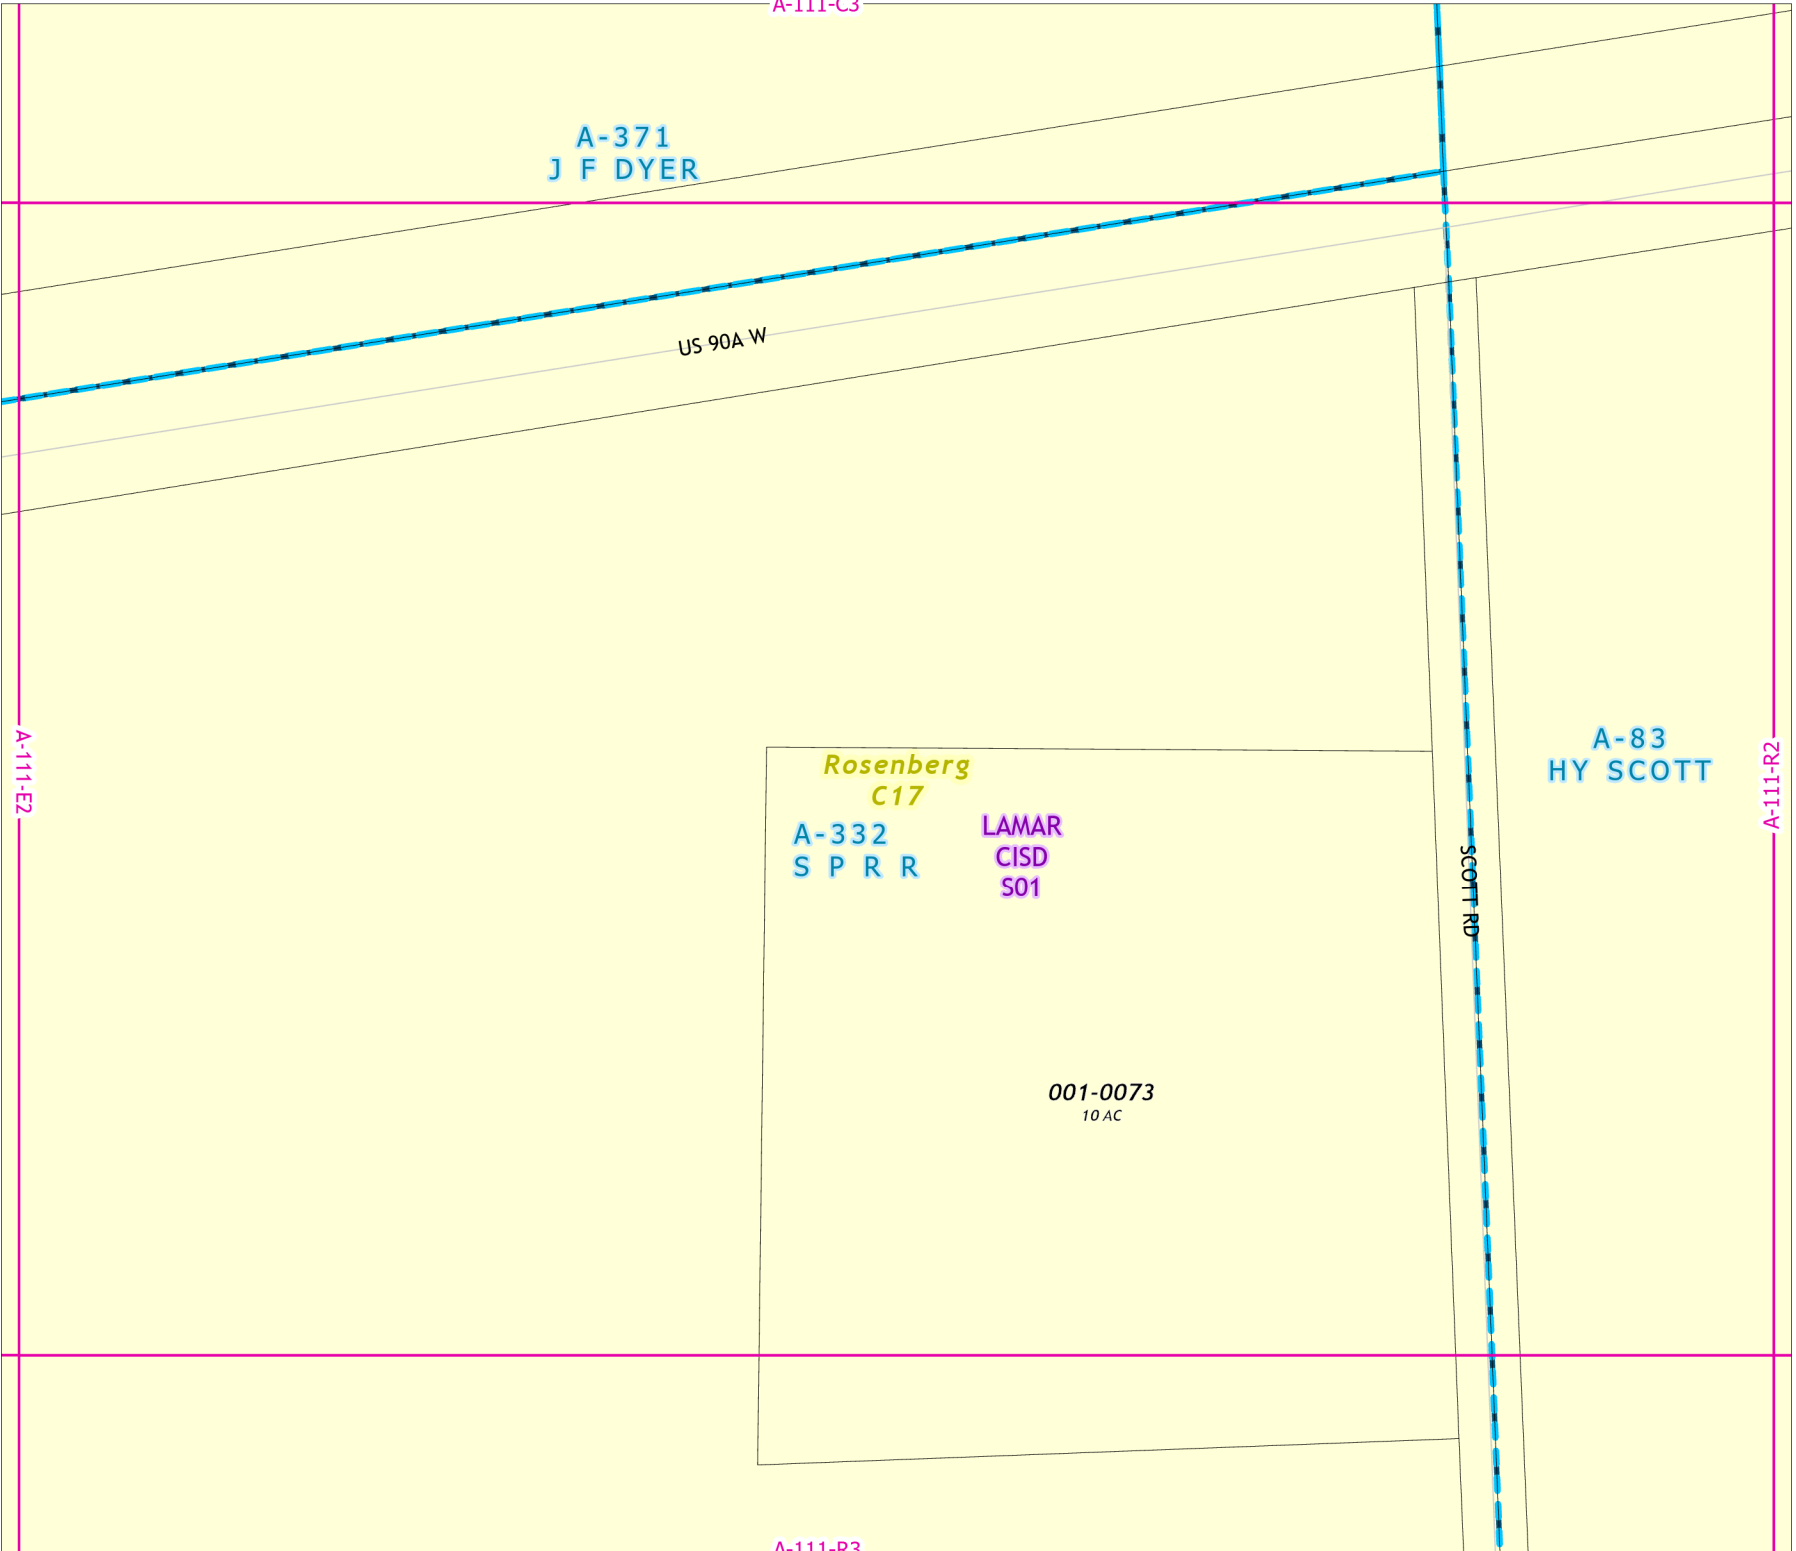 A-111-C3
A-371
J F DYER
US 90A W
A-111-E2
Rosenberg
C17
A-332
S P R R
LAMAR
CISD
S01
A-83
HY SCOTT
A-111-R2
SCOTT RD
001-0073
10 AC
A-111-R3